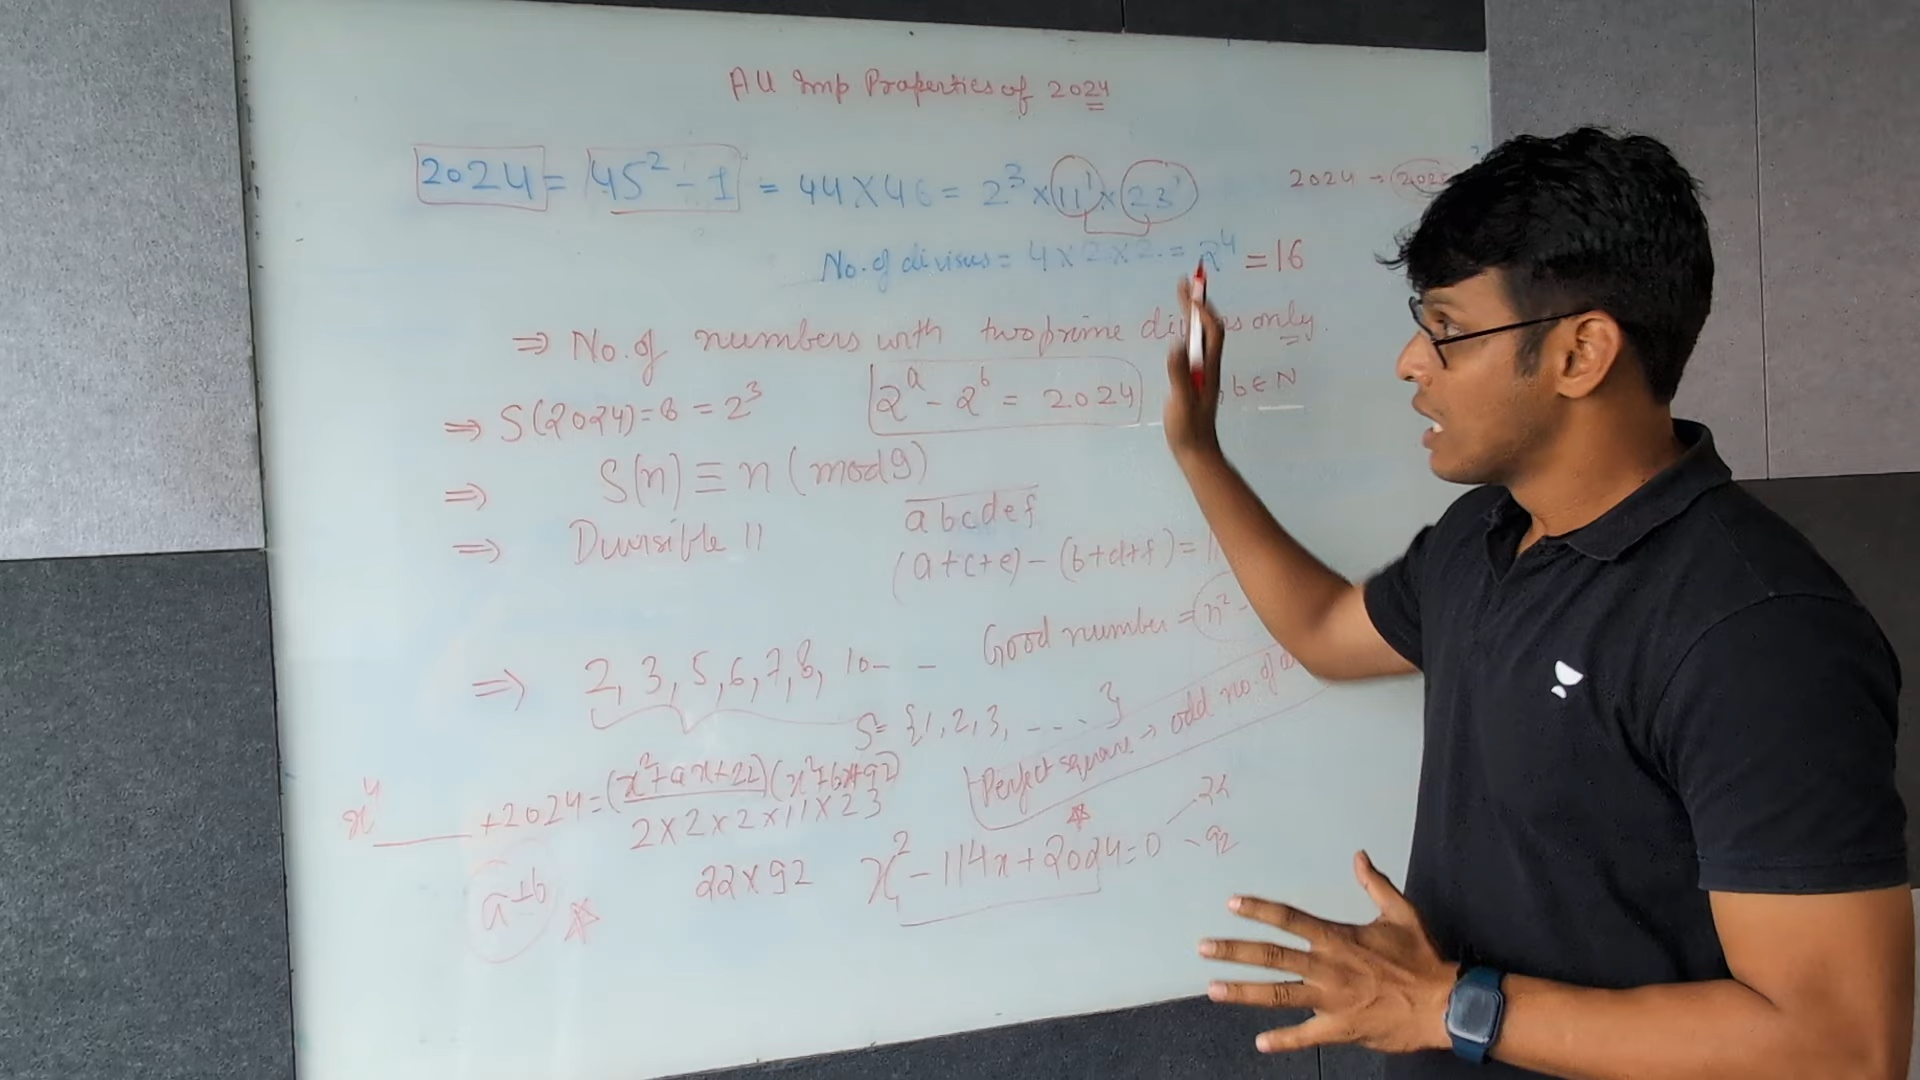 All Imp Properties of 2024
2024 = 45² - 1 = 44 × 46 = 2³ × 11¹ × 23¹
2024 →
No. of divisors = 4 × 2 × 2 = 2⁴ = 16
⇒ No. of numbers with two prime only.
⇒ S(2024) = 8 = 2³
2ᵃ - 2ᵇ = 2024 b ∈ N
⇒ S(n) ≡ n (mod 9)
⇒ Divisible 11
abcdef
(a+c+e) - (b+d+f) =
Good number = n² -
⇒ 2, 3, 5, 6, 7, 8, 10 - -
S = {1, 2, 3, ....}
Perfect square → odd no. of
x⁴ ____ + 2024 = (x²+ax+22)(x²+bx+92)
2×2×2×11×23
a±b
22×92
x² - 114x + 2024 = 0
22
92